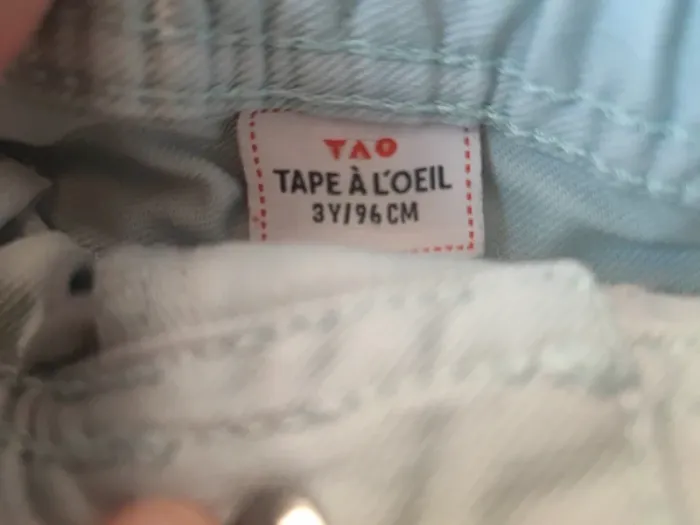 TAO
TAPE À L'OEIL
3Y/96CM